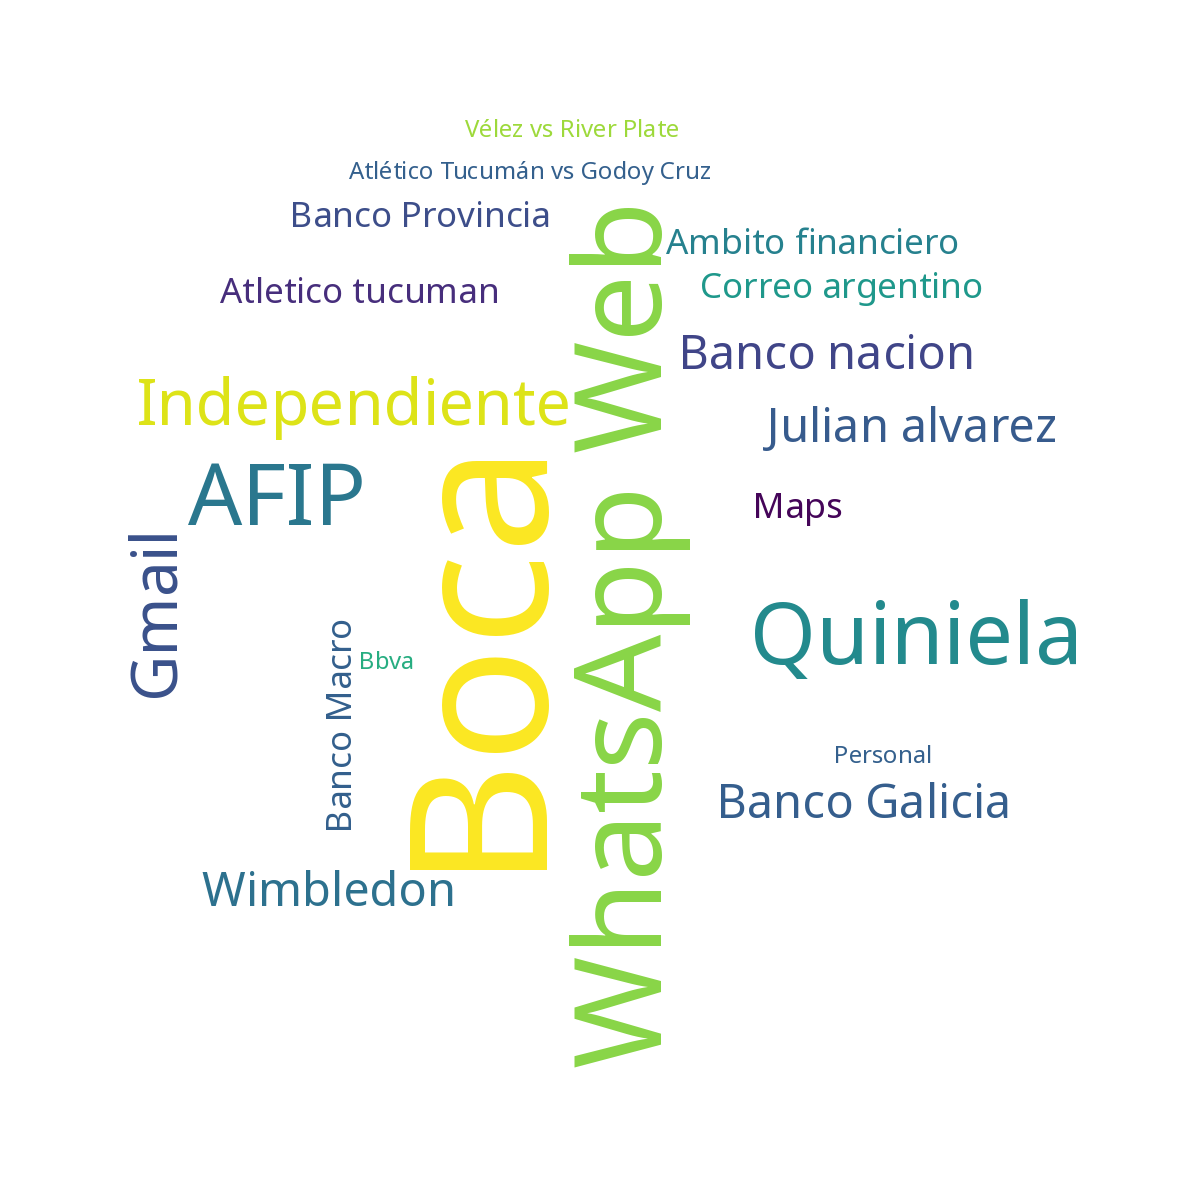 Vélez vs River Plate
Atlético Tucumán vs Godoy Cruz
Banco Provincia
Ambito financiero
Correo argentino
Atletico tucuman
Banco nacion
Independiente
Julian alvarez
AFIP
Maps
Gmail
Boca
WhatsApp Web
Quiniela
Banco Macro
Bbva
Personal
Banco Galicia
Wimbledon